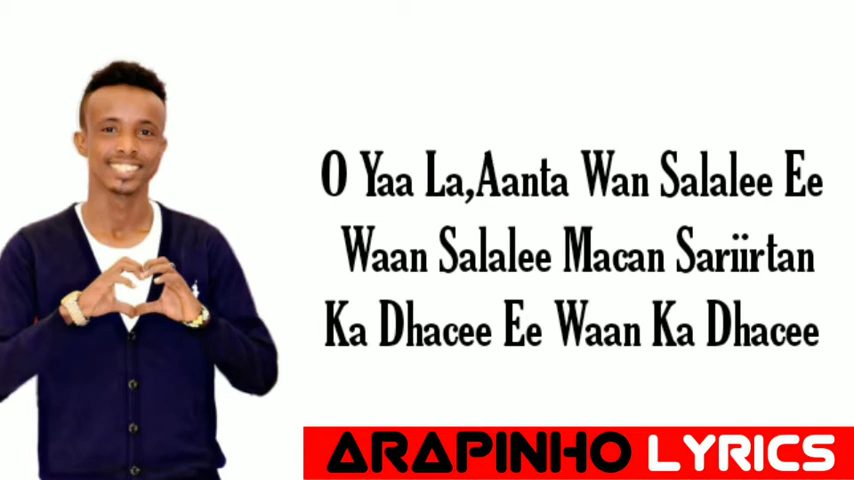 O Yaa La,Aanta Wan Salalee Ee
Waan Salalee Macan Sariirtan
Ka Dhacee Ee Waan Ka Dhacee
ARAPINHO LYRICS